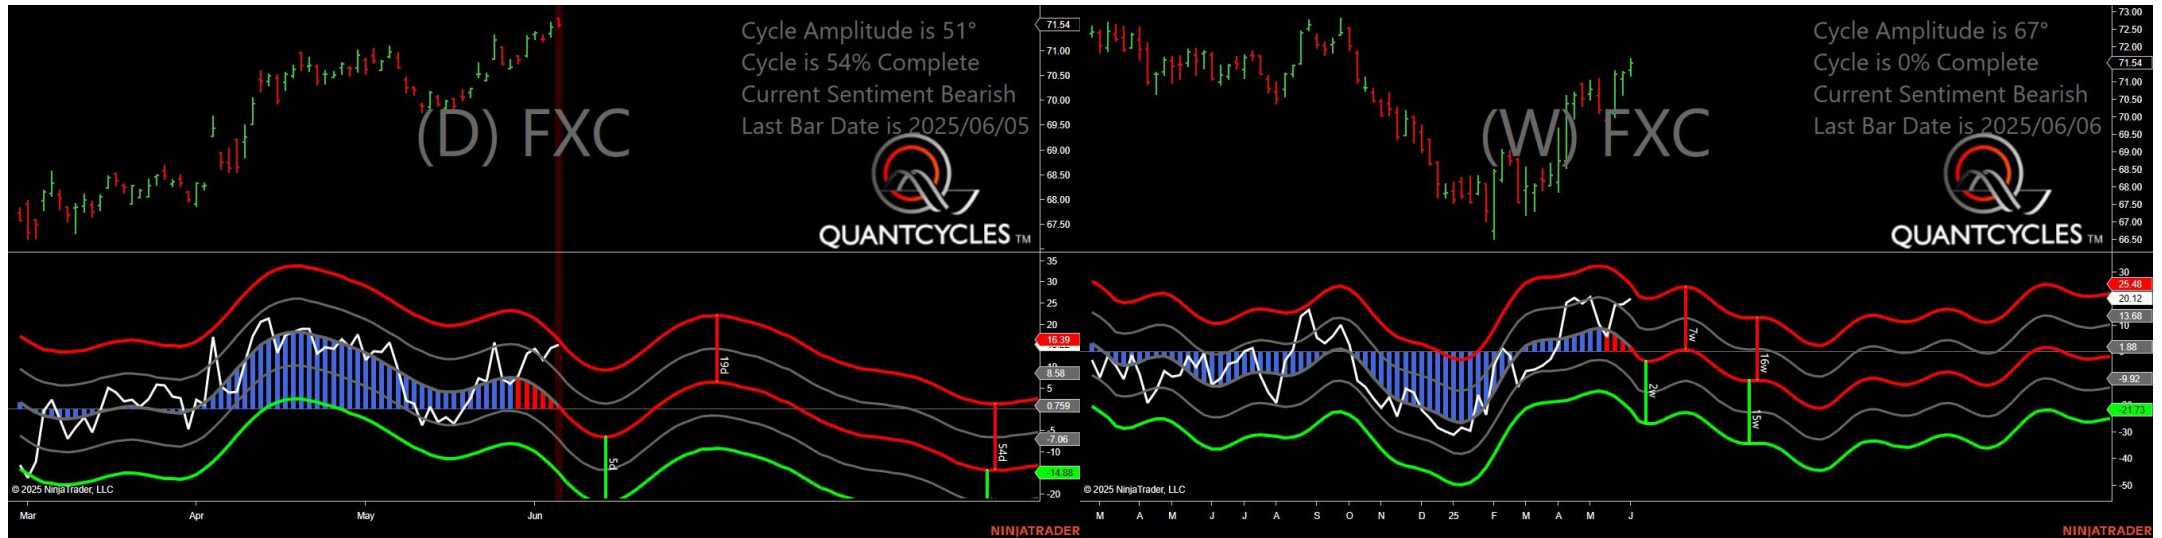 Cycle Amplitude is 51°
Cycle is 54% Complete
Current Sentiment Bearish
Last Bar Date is 2025/06/05
(D) FXC
QUANTCYCLES TM
71.54
71.00
70.50
70.00
69.50
69.00
68.50
68.00
67.50
35
30
25
20
16.39
10
8.58
5
0.759
-5
-7.06
-10
-14.88
-20
5d
19d
54d
© 2025 NinjaTrader, LLC
Mar
Apr
May
Jun
NINJATRADER
Cycle Amplitude is 67°
Cycle is 0% Complete
Current Sentiment Bearish
Last Bar Date is 2025/06/06
(W) FXC
QUANTCYCLES TM
73.00
72.50
72.00
71.54
71.00
70.50
70.00
69.50
69.00
68.50
68.00
67.50
67.00
66.50
30
25.48
20.12
13.68
10
1.88
-9.92
-21.73
-30
-40
-50
2w
7w
15w
16w
© 2025 NinjaTrader, LLC
M A M J J A S O N D 25 F M A M J
NINJATRADER